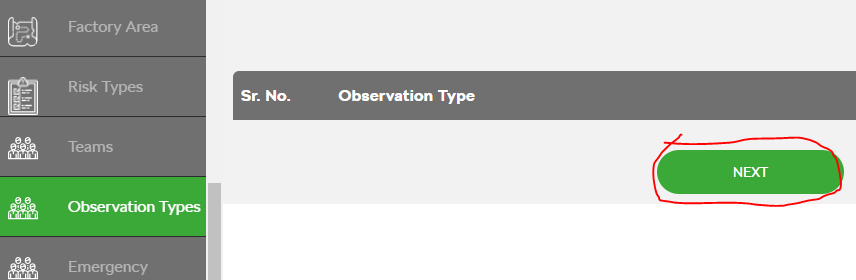 Factory Area
Risk Types
Sr. No. Observation Type
Teams
NEXT
Observation Types
Emergency